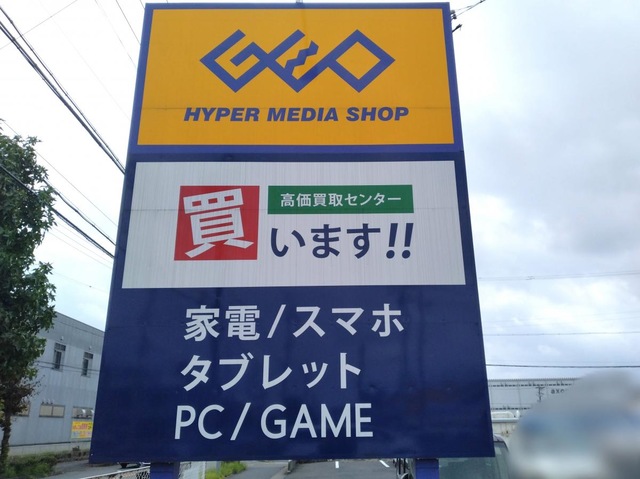 GEO
HYPER MEDIA SHOP
高価買取センター
買います!!
家電/スマホ
タブレット
PC/GAME